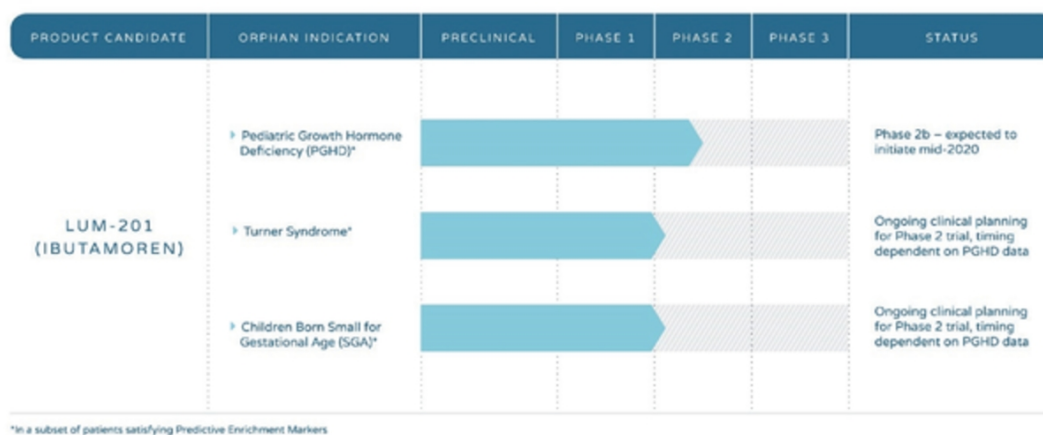 PRODUCT CANDIDATE
ORPHAN INDICATION
PRECLINICAL
PHASE 1
PHASE 2
PHASE 3
STATUS
LUM-201
(IBUTAMOREN)
Pediatric Growth Hormone
Deficiency (PGHD)*
Phase 2b – expected to
initiate mid-2020
Turner Syndrome*
Ongoing clinical planning
for Phase 2 trial, timing
dependent on PGHD data
Children Born Small for
Gestational Age (SGA)*
Ongoing clinical planning
for Phase 2 trial, timing
dependent on PGHD data
*In a subset of patients satisfying Predictive Enrichment Markers